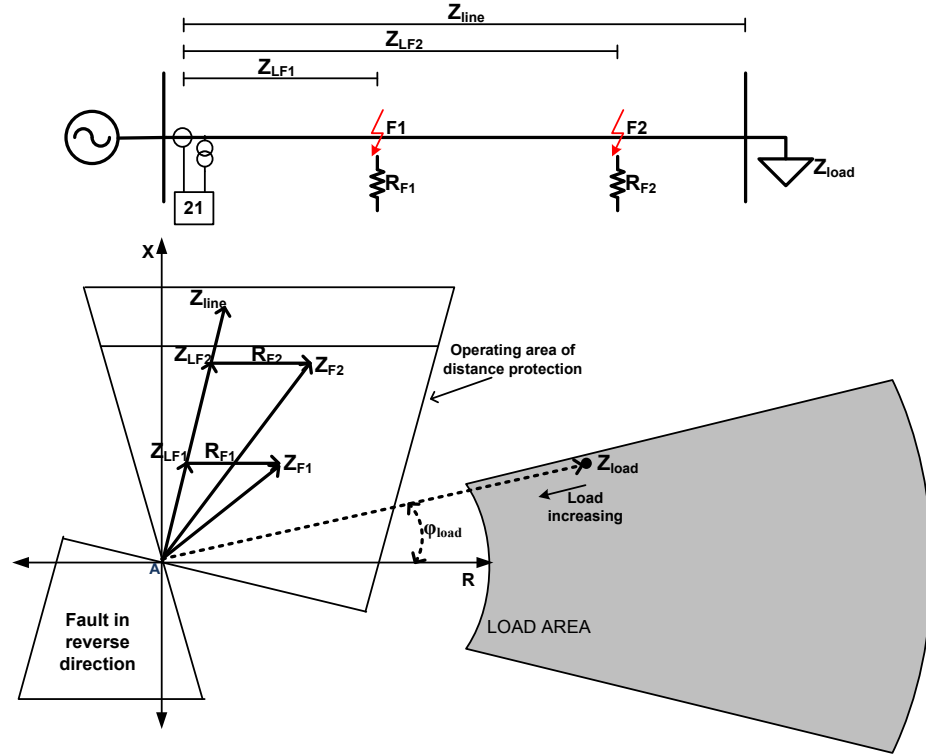 Zline
ZLF2
ZLF1
F1
F2
RF1
RF2
Zload
21
X
Zline
ZLF2
RF2
ZF2
Operating area of
distance protection
ZLF1
RF1
ZF1
Zload
Load
increasing
φload
A
R
LOAD AREA
Fault in
reverse
direction